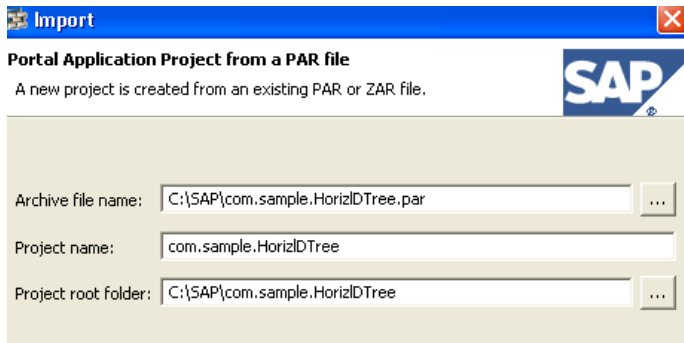 Import
Portal Application Project from a PAR file
A new project is created from an existing PAR or ZAR file.
SAP
®
Archive file name: C:\SAP\com.sample.HorizlDTree.par ...
Project name: com.sample.HorizlDTree
Project root folder: C:\SAP\com.sample.HorizlDTree ...